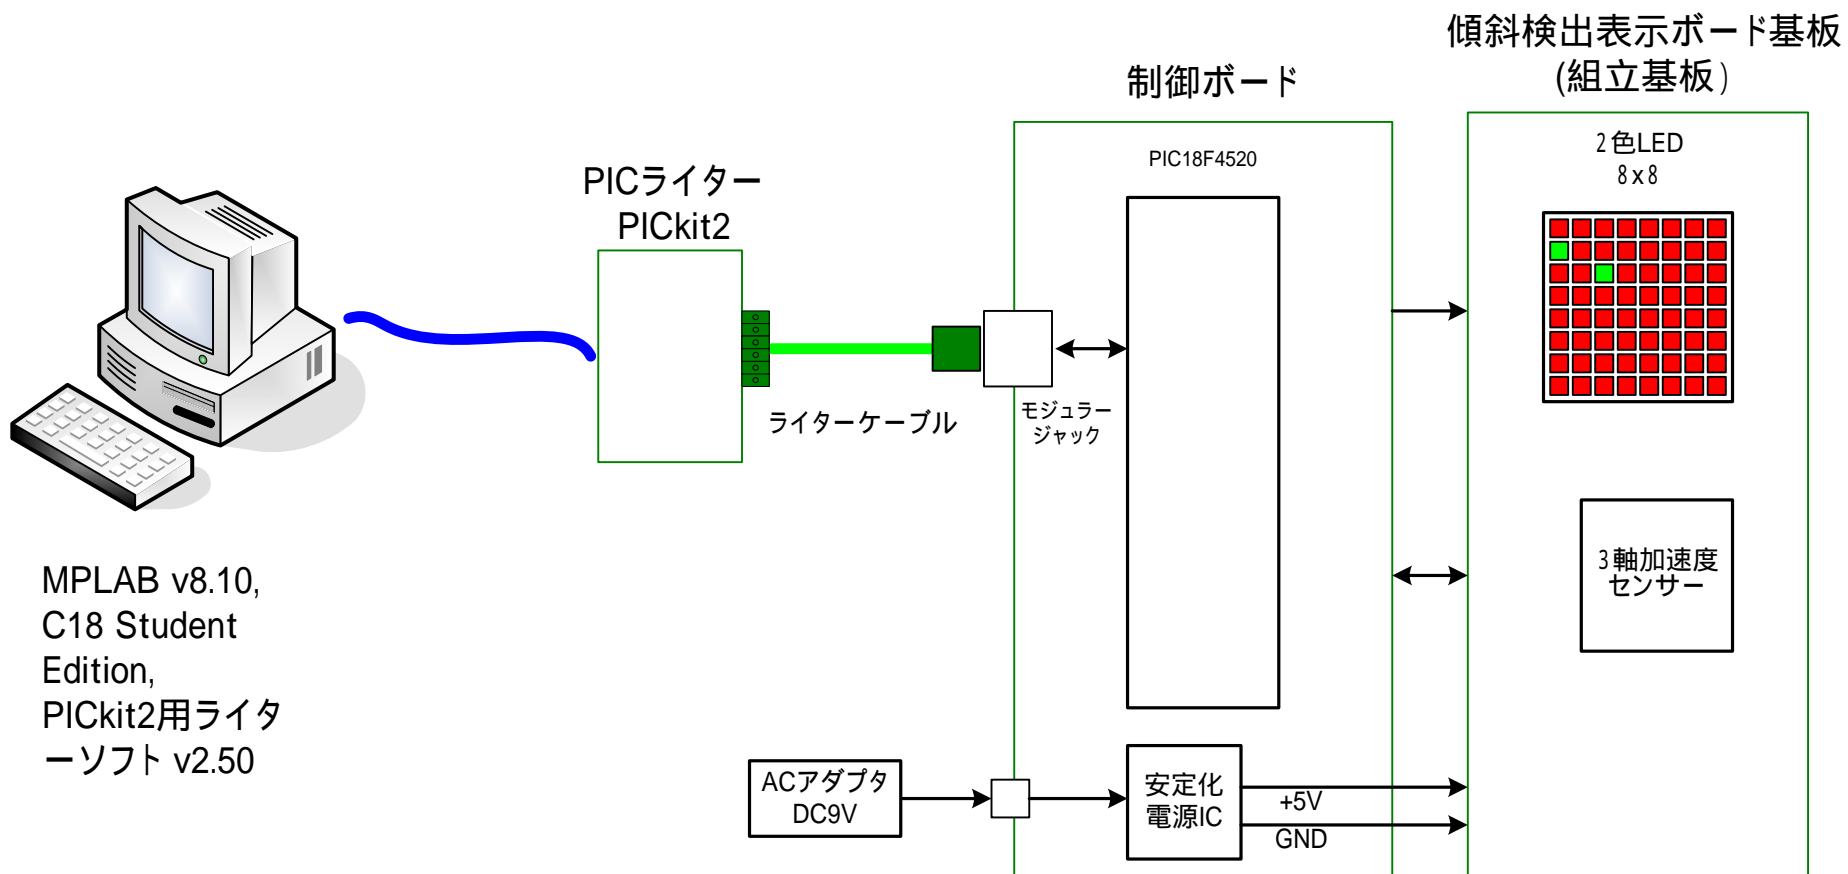 傾斜検出表示ボード基板
(組立基板)
制御ボード
2色LED
8x8
PIC18F4520
PICライター
PICkit2
ライターケーブル
モジュラー
ジャック
3軸加速度
センサー
MPLAB v8.10,
C18 Student
Edition,
PICkit2用ライタ
ーソフト v2.50
ACアダプタ
DC9V
安定化
電源IC
+5V
GND